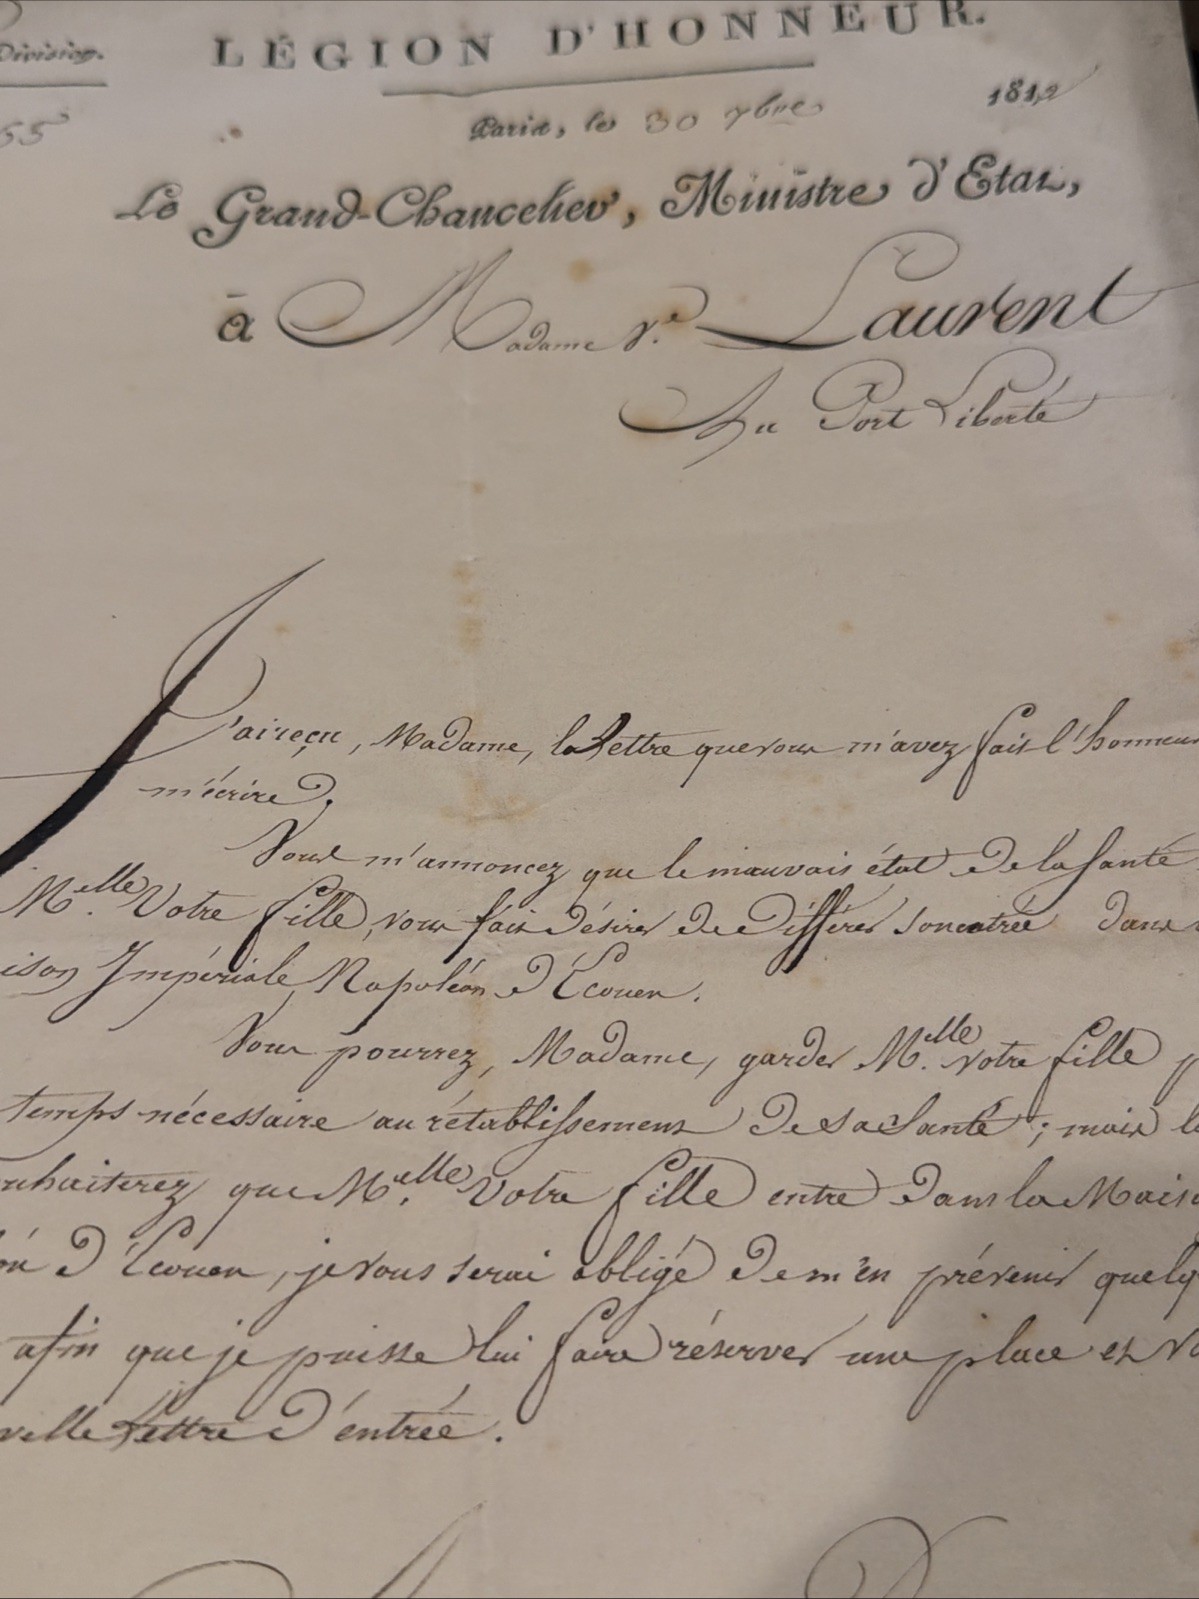 Division.
LÉGION D'HONNEUR.
55
Paris, le 30 7bre 1812
Le Grand-Chancelier, Ministre d'Etat,
à Madame Ve Laurent
Au Port Liberté
J'ai reçu, Madame, la Lettre que vous m'avez fait l'honneur
m'écrire.
Vous m'annoncez que le mauvais état de la santé
Melle Votre fille, vous fait désirer de différer son entrée dans
ison Impériale Napoléon d'Ecouen.
Vous pourrez, Madame, garder Melle votre fille p
temps nécessaire au rétablissement de sa santé ; mais lo
uhaiterez que Melle Votre fille entre dans la Maiso
on d'Ecouen, je vous serai obligé de m'en prévenir quelq
afin que je puisse lui faire réserver une place et vo
velle Lettre d'entrée.